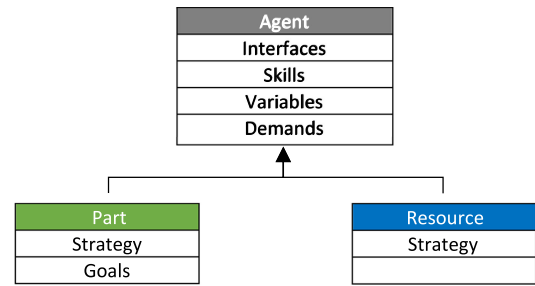 Agent
Interfaces
Skills
Variables
Demands
Part
Strategy
Goals
Resource
Strategy